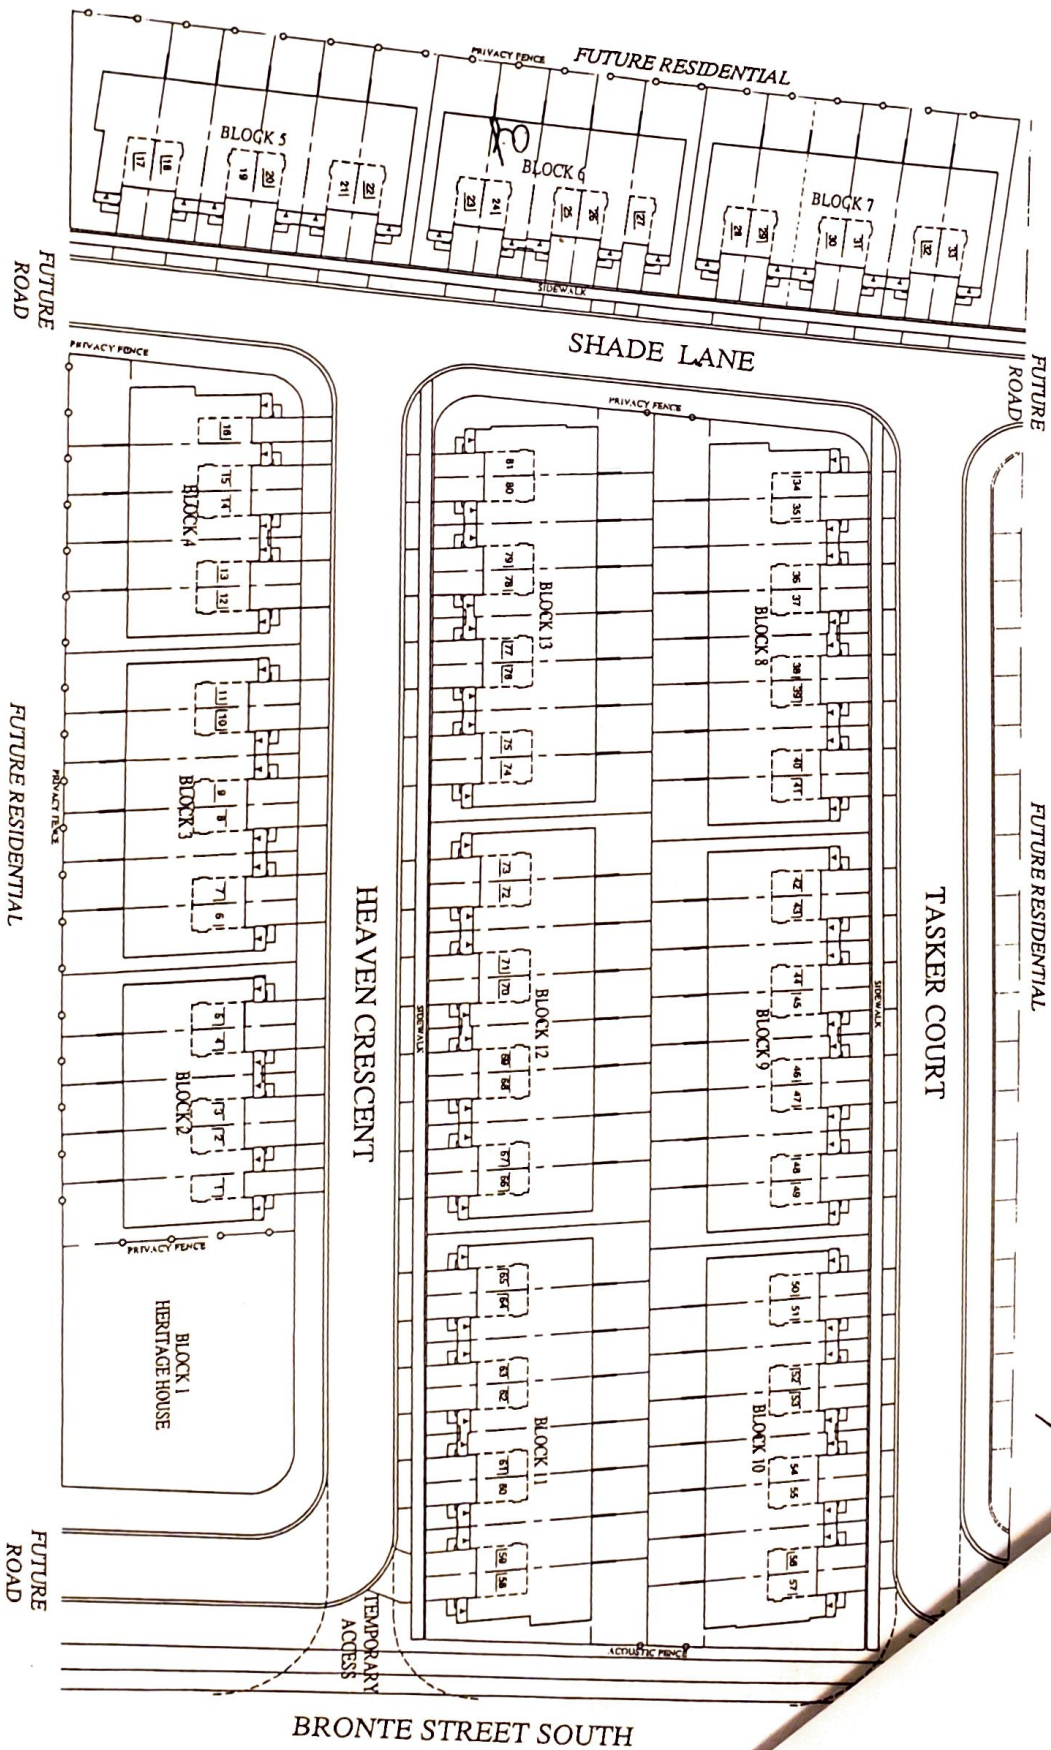 FUTURE RESIDENTIAL
PRIVACY FENCE
BLOCK 5
BLOCK 6
BLOCK 7
17 18 19 20 21 22
23 24 25 26 27
28 29 30 31 32 33
SIDEWALK
SHADE LANE
FUTURE
ROAD
FUTURE
ROAD
PRIVACY FENCE
16 15 14 13 12
BLOCK 4
11 10 9 8 7 6
BLOCK 3
5 4 3 2 1
BLOCK 2
PRIVACY FENCE
FUTURE RESIDENTIAL
PRIVACY FENCE
BLOCK 1
HERITAGE HOUSE
HEAVEN CRESCENT
SIDEWALK
PRIVACY FENCE
81 80 79 78 77 76 75 74
BLOCK 13
73 72 71 70 69 68 67 66
BLOCK 12
65 64 63 62 61 60 59 58
BLOCK 11
34 35 36 37 38 39 40 41
BLOCK 8
42 43 44 45 46 47 48 49
BLOCK 9
50 51 52 53 54 55 56 57
BLOCK 10
SIDEWALK
TASKER COURT
FUTURE RESIDENTIAL
ACOUSTIC FENCE
TEMPORARY
ACCESS
FUTURE
ROAD
BRONTE STREET SOUTH